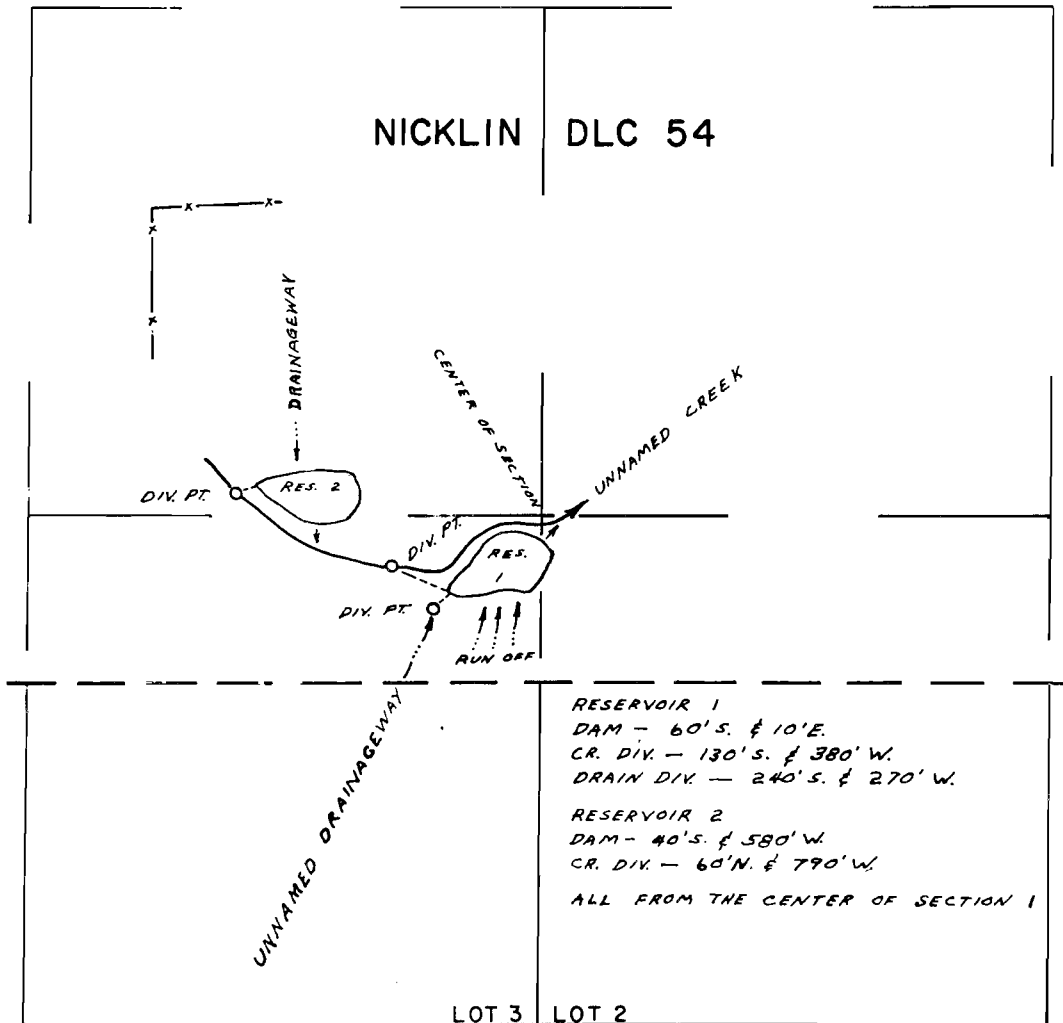 NICKLIN DLC 54
DRAINAGEWAY
CENTER OF SECTION
UNNAMED CREEK
RES. 2
DIV. PT.
DIV. PT.
RES.
1
DIV. PT.
RUN OFF
UNNAMED DRAINAGEWAY
RESERVOIR 1
DAM - 60'S. & 10'E.
CR. DIV. - 130'S. & 380' W.
DRAIN DIV. - 240'S. & 270' W.
RESERVOIR 2
DAM - 40'S. & 580' W.
CR. DIV. - 60'N. & 790' W.
ALL FROM THE CENTER OF SECTION 1
LOT 3 LOT 2